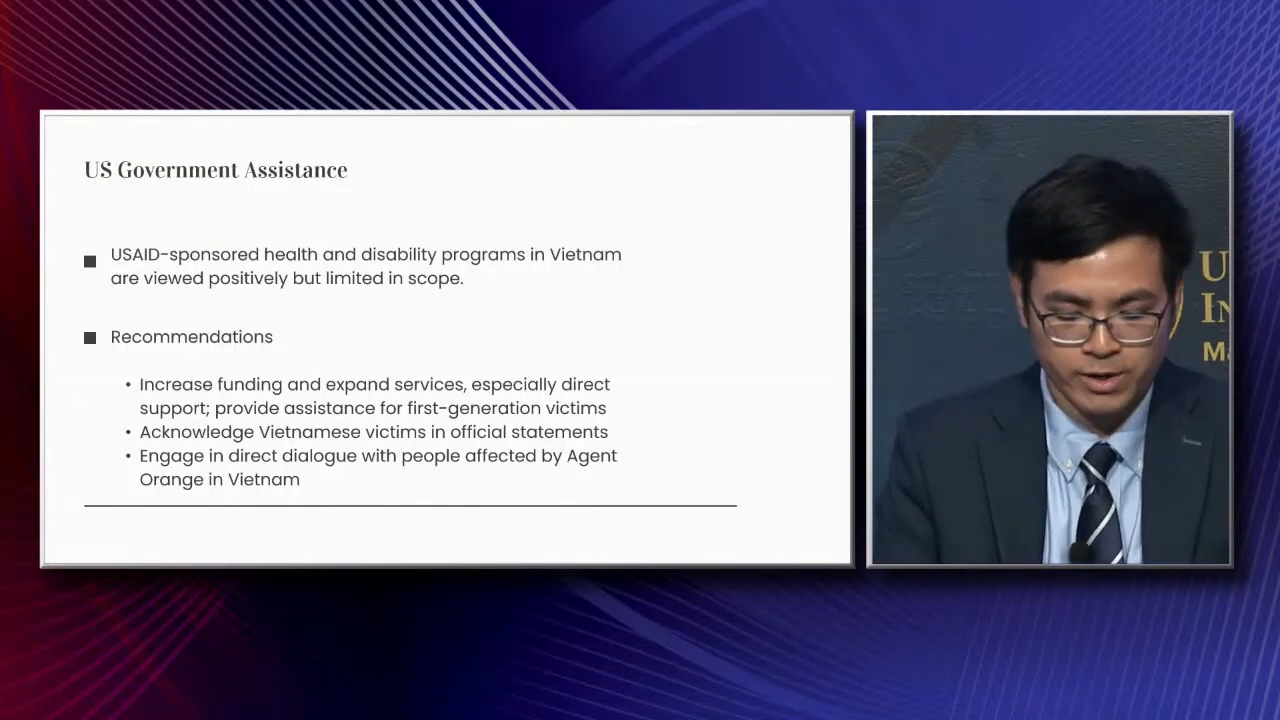 US Government Assistance
USAID-sponsored health and disability programs in Vietnam
are viewed positively but limited in scope.
Recommendations
• Increase funding and expand services, especially direct
support; provide assistance for first-generation victims
• Acknowledge Vietnamese victims in official statements
• Engage in direct dialogue with people affected by Agent
Orange in Vietnam